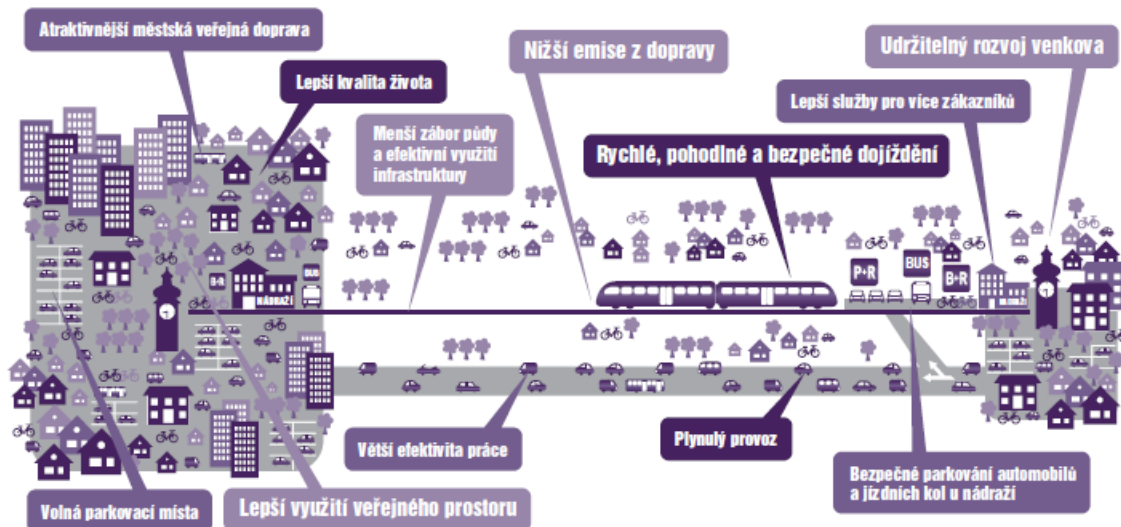 Atraktivnější městská veřejná doprava
Lepší kvalita života
Menší zábor půdy
a efektivní využití
infrastruktury
Nižší emise z dopravy
Udržitelný rozvoj venkova
Lepší služby pro více zákazníků
Rychlé, pohodlné a bezpečné dojíždění
B+R
BUS
NÁDRAŽÍ
P+R
BUS
B+R
Větší efektivita práce
Plynulý provoz
Bezpečné parkování automobilů
a jízdních kol u nádraží
Volná parkovací místa
Lepší využití veřejného prostoru